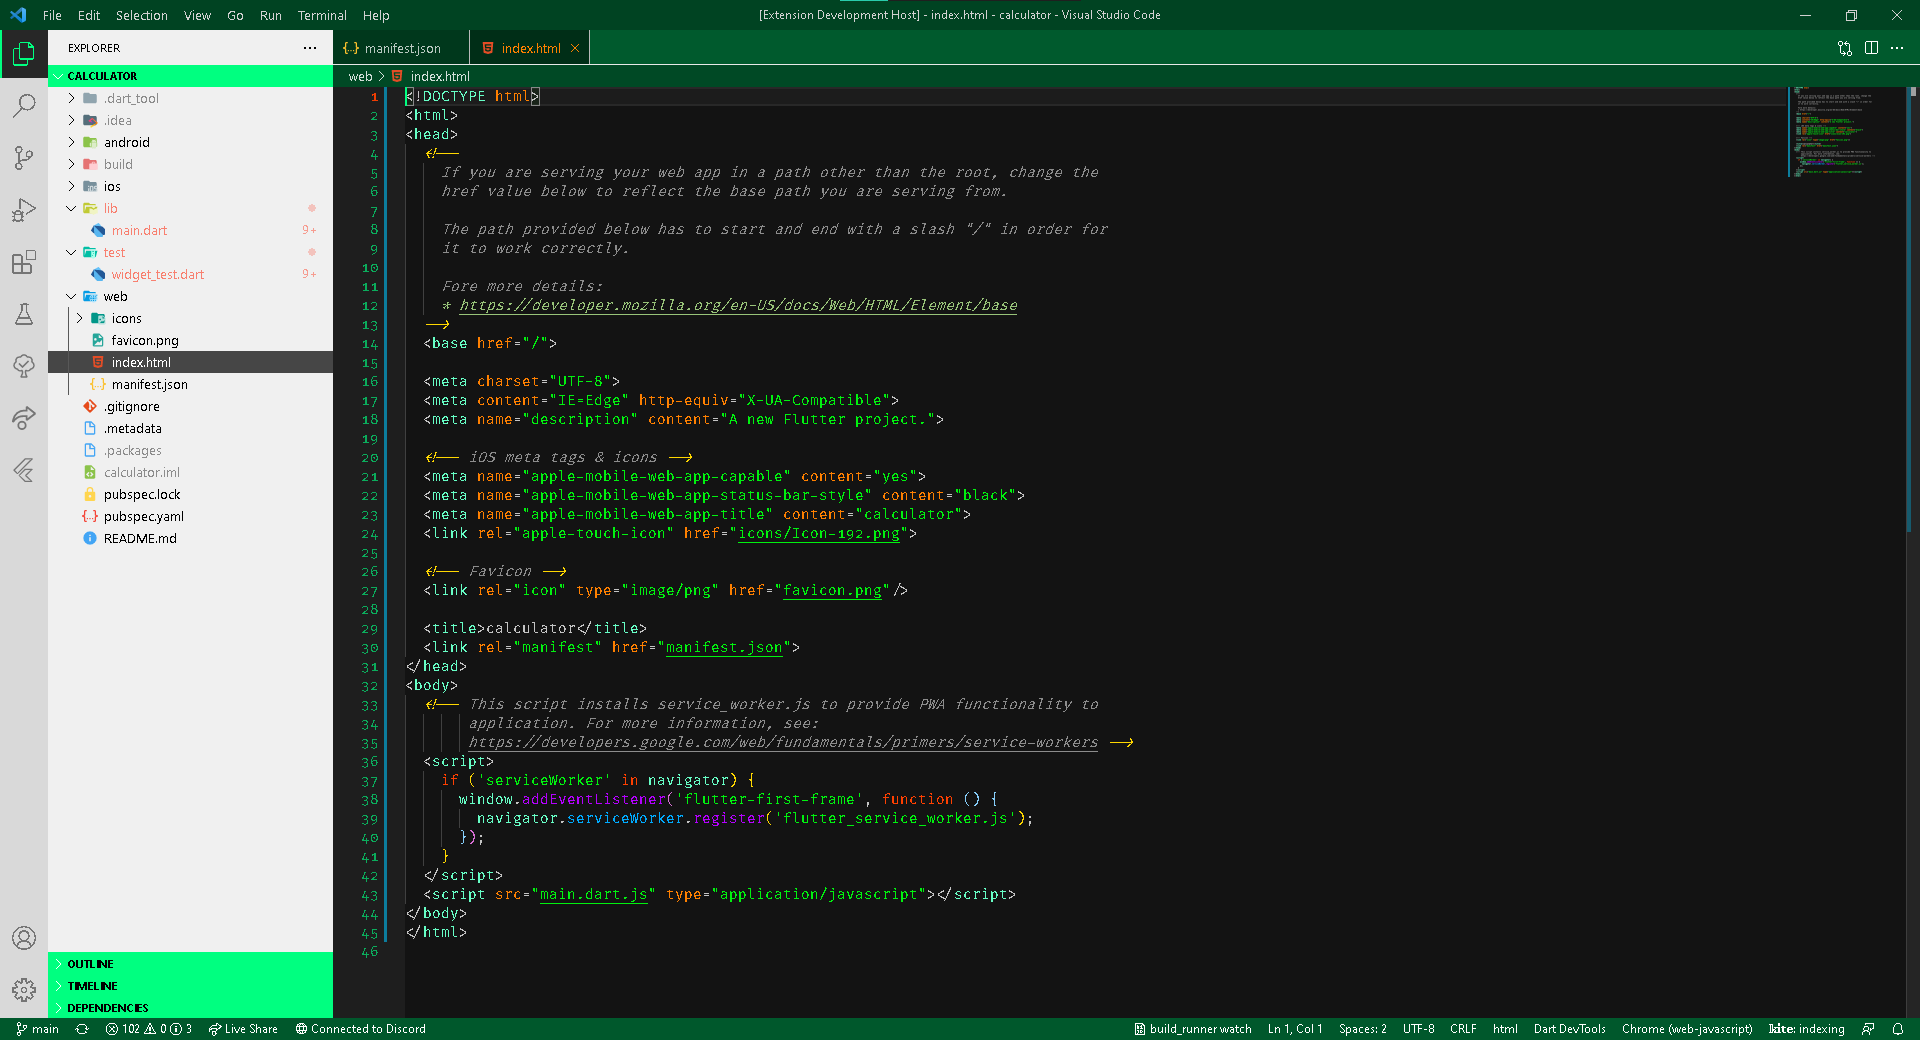 File Edit Selection View Go Run Terminal Help
[Extension Development Host] - index.html - calculator - Visual Studio Code
EXPLORER
CALCULATOR
.dart_tool
.idea
android
build
ios
lib
main.dart 9+
test
widget_test.dart 9+
web
icons
favicon.png
index.html
manifest.json
.gitignore
.metadata
.packages
calculator.iml
pubspec.lock
pubspec.yaml
README.md
OUTLINE
TIMELINE
DEPENDENCIES
manifest.json index.html
web > index.html
1 <!DOCTYPE html>
2 <html>
3 <head>
4 <!--
5 If you are serving your web app in a path other than the root, change the
6 href value below to reflect the base path you are serving from.
7
8 The path provided below has to start and end with a slash "/" in order for
9 it to work correctly.
10
11 Fore more details:
12 * https://developer.mozilla.org/en-US/docs/Web/HTML/Element/base
13 -->
14 <base href="/">
15
16 <meta charset="UTF-8">
17 <meta content="IE=Edge" http-equiv="X-UA-Compatible">
18 <meta name="description" content="A new Flutter project.">
19
20 <!-- iOS meta tags & icons -->
21 <meta name="apple-mobile-web-app-capable" content="yes">
22 <meta name="apple-mobile-web-app-status-bar-style" content="black">
23 <meta name="apple-mobile-web-app-title" content="calculator">
24 <link rel="apple-touch-icon" href="icons/Icon-192.png">
25
26 <!-- Favicon -->
27 <link rel="icon" type="image/png" href="favicon.png"/>
28
29 <title>calculator</title>
30 <link rel="manifest" href="manifest.json">
31 </head>
32 <body>
33 <!-- This script installs service_worker.js to provide PWA functionality to
34 application. For more information, see:
35 https://developers.google.com/web/fundamentals/primers/service-workers -->
36 <script>
37 if ('serviceWorker' in navigator) {
38 window.addEventListener('flutter-first-frame', function () {
39 navigator.serviceWorker.register('flutter_service_worker.js');
40 });
41 }
42 </script>
43 <script src="main.dart.js" type="application/javascript"></script>
44 </body>
45 </html>
46
main 102 0 3 Live Share Connected to Discord build_runner watch Ln 1, Col 1 Spaces: 2 UTF-8 CRLF html Dart DevTools Chrome (web-javascript) kite: indexing